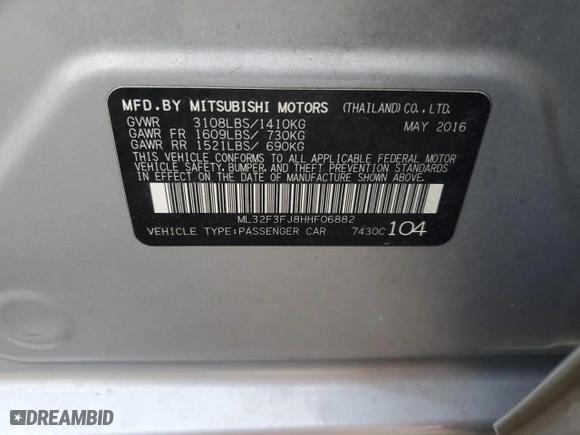 MFD.BY MITSUBISHI MOTORS (THAILAND) CO.,LTD.
GVWR 3108LBS/1410KG MAY 2016
GAWR FR 1609LBS/ 730KG
GAWR RR 1521LBS/ 690KG
THIS VEHICLE CONFORMS TO ALL APPLICABLE FEDERAL MOTOR
VEHICLE SAFETY, BUMPER, AND THEFT PREVENTION STANDARDS
IN EFFECT ON THE DATE OF MANUFACTURE SHOWN ABOVE.
ML32F3FJ8HHF06882
VEHICLE TYPE:PASSENGER CAR 7430C 104
DREAMBID